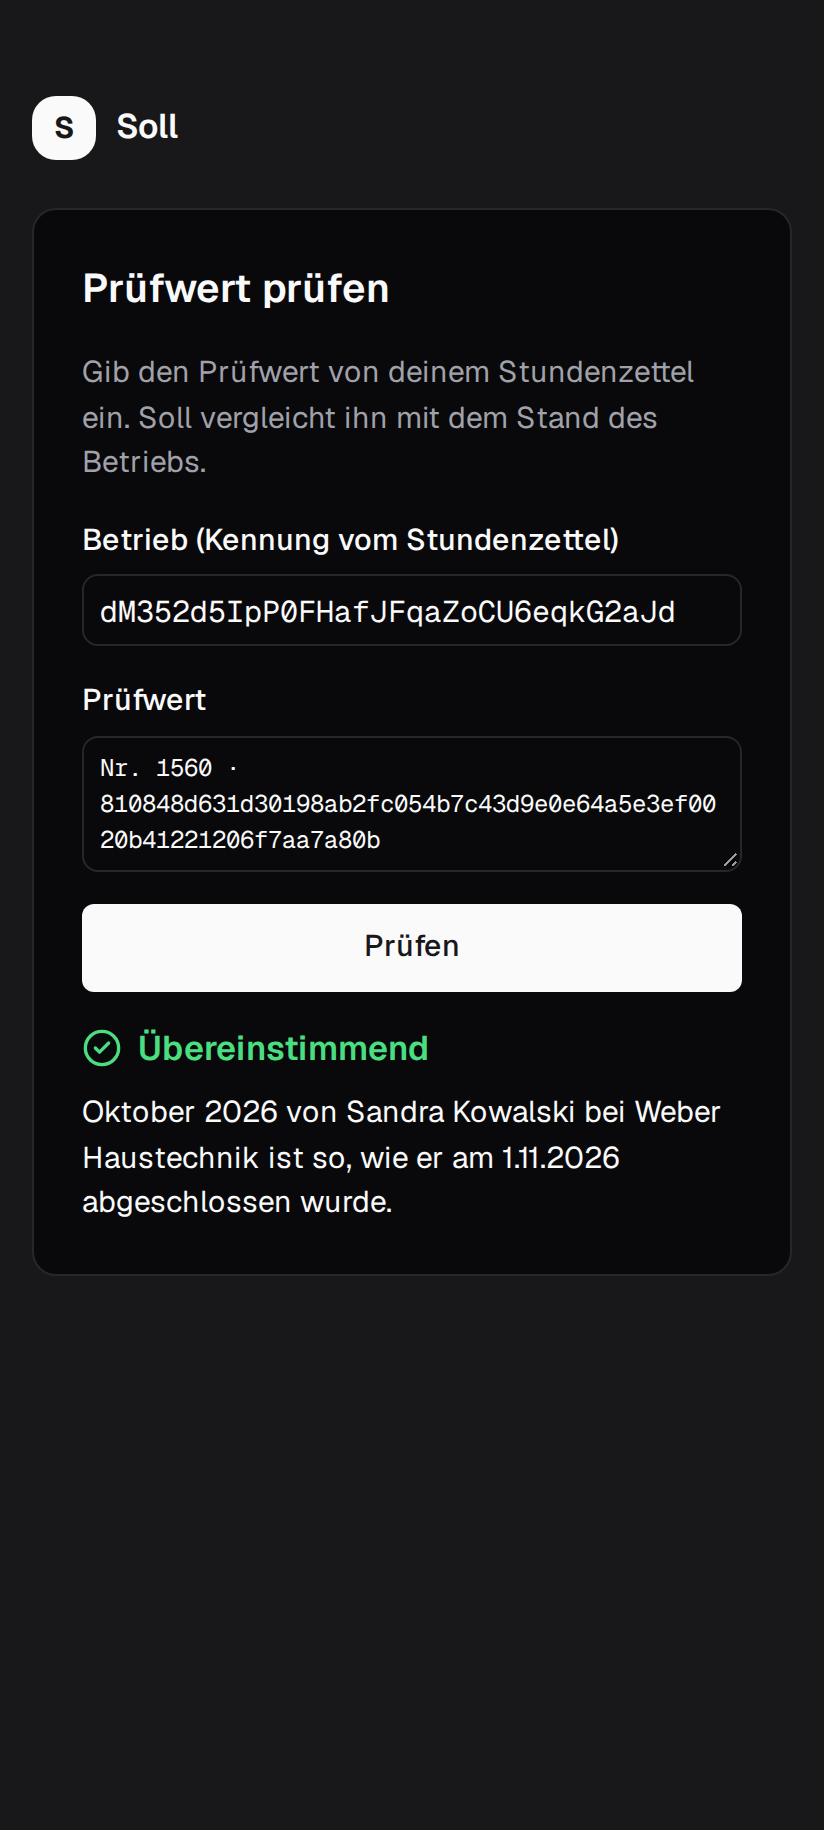 S Soll
Prüfwert prüfen
Gib den Prüfwert von deinem Stundenzettel
ein. Soll vergleicht ihn mit dem Stand des
Betriebs.
Betrieb (Kennung vom Stundenzettel)
dM352d5IpP0FHafJFqaZoCU6eqkG2aJd
Prüfwert
Nr. 1560 ·
810848d631d30198ab2fc054b7c43d9e0e64a5e3ef00
20b41221206f7aa7a80b
Prüfen
Übereinstimmend
Oktober 2026 von Sandra Kowalski bei Weber
Haustechnik ist so, wie er am 1.11.2026
abgeschlossen wurde.